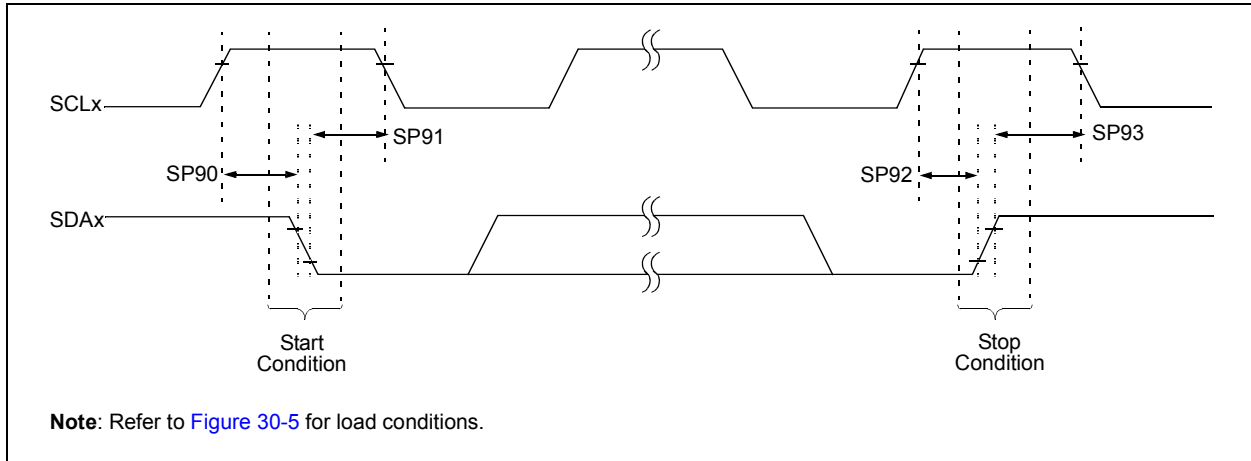 SCLx
SP91
SP93
SP90
SP92
SDAx
Start
Condition
Stop
Condition
Note: Refer to Figure 30-5 for load conditions.